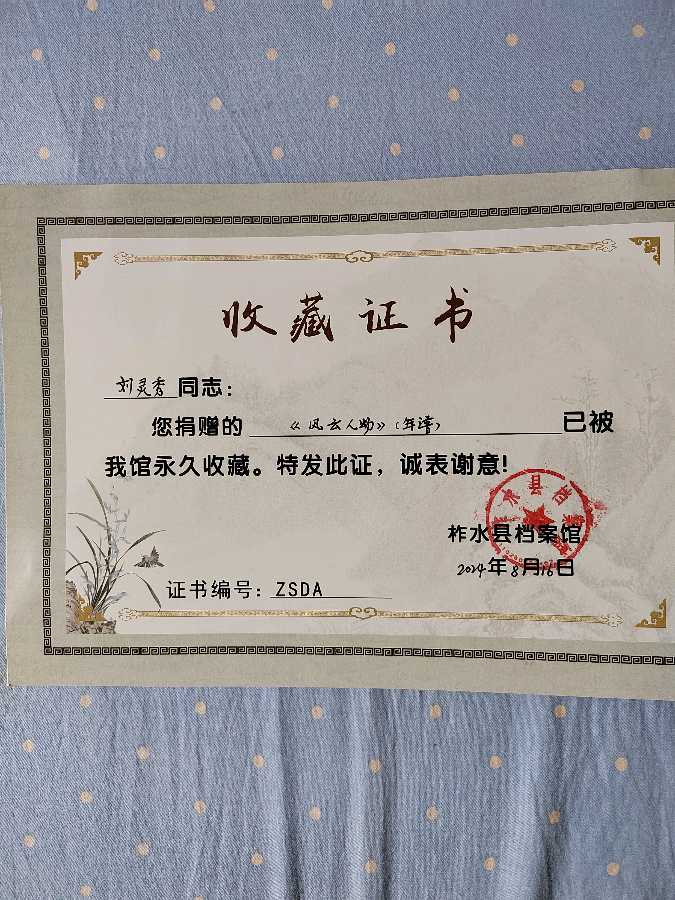 收藏证书
刘灵秀同志：
您捐赠的《风云人物》（年谱）已被
我馆永久收藏。特发此证，诚表谢意！
柞水县档案馆
2024年8月16日
证书编号：ZSDA